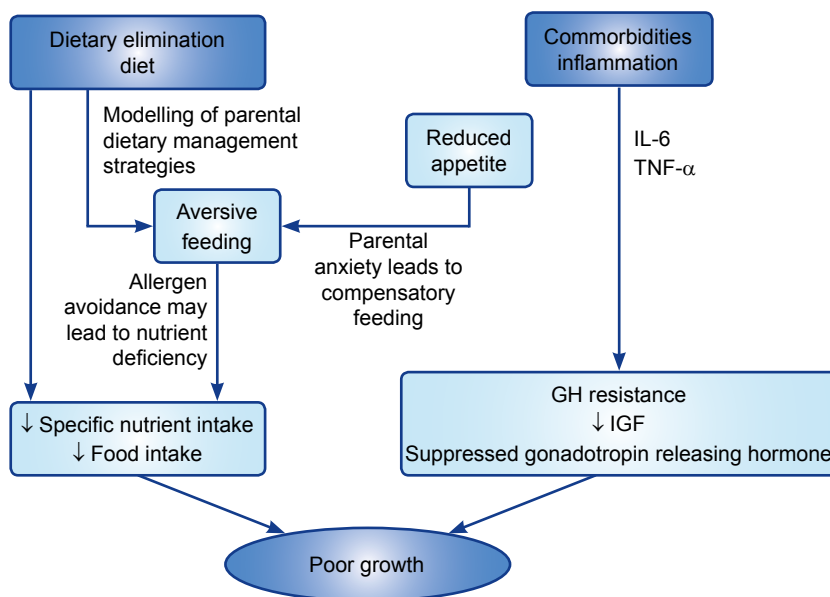 Dietary elimination
diet
Commorbidities
inflammation
Modelling of parental
dietary management
strategies
Reduced
appetite
IL-6
TNF-α
Aversive
feeding
Parental
anxiety leads to
compensatory
feeding
Allergen
avoidance may
lead to nutrient
deficiency
↓ Specific nutrient intake
↓ Food intake
GH resistance
↓ IGF
Suppressed gonadotropin releasing hormone
Poor growth